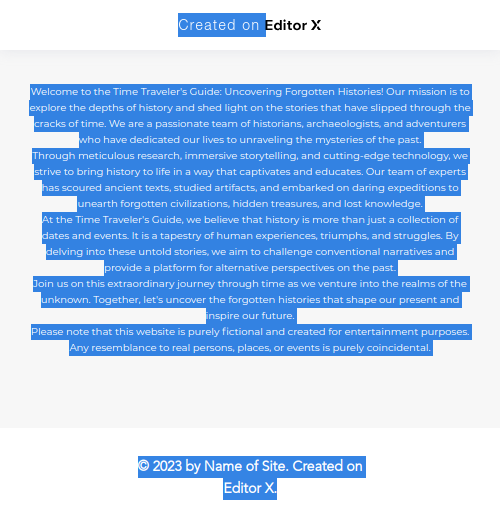 Created on Editor X
Welcome to the Time Traveler's Guide: Uncovering Forgotten Histories! Our mission is to
explore the depths of history and shed light on the stories that have slipped through the
cracks of time. We are a passionate team of historians, archaeologists, and adventurers
who have dedicated our lives to unraveling the mysteries of the past.
Through meticulous research, immersive storytelling, and cutting-edge technology, we
strive to bring history to life in a way that captivates and educates. Our team of experts
has scoured ancient texts, studied artifacts, and embarked on daring expeditions to
unearth forgotten civilizations, hidden treasures, and lost knowledge.
At the Time Traveler's Guide, we believe that history is more than just a collection of
dates and events. It is a tapestry of human experiences, triumphs, and struggles. By
delving into these untold stories, we aim to challenge conventional narratives and
provide a platform for alternative perspectives on the past.
Join us on this extraordinary journey through time as we venture into the realms of the
unknown. Together, let's uncover the forgotten histories that shape our present and
inspire our future.
Please note that this website is purely fictional and created for entertainment purposes.
Any resemblance to real persons, places, or events is purely coincidental.
© 2023 by Name of Site. Created on
Editor X.